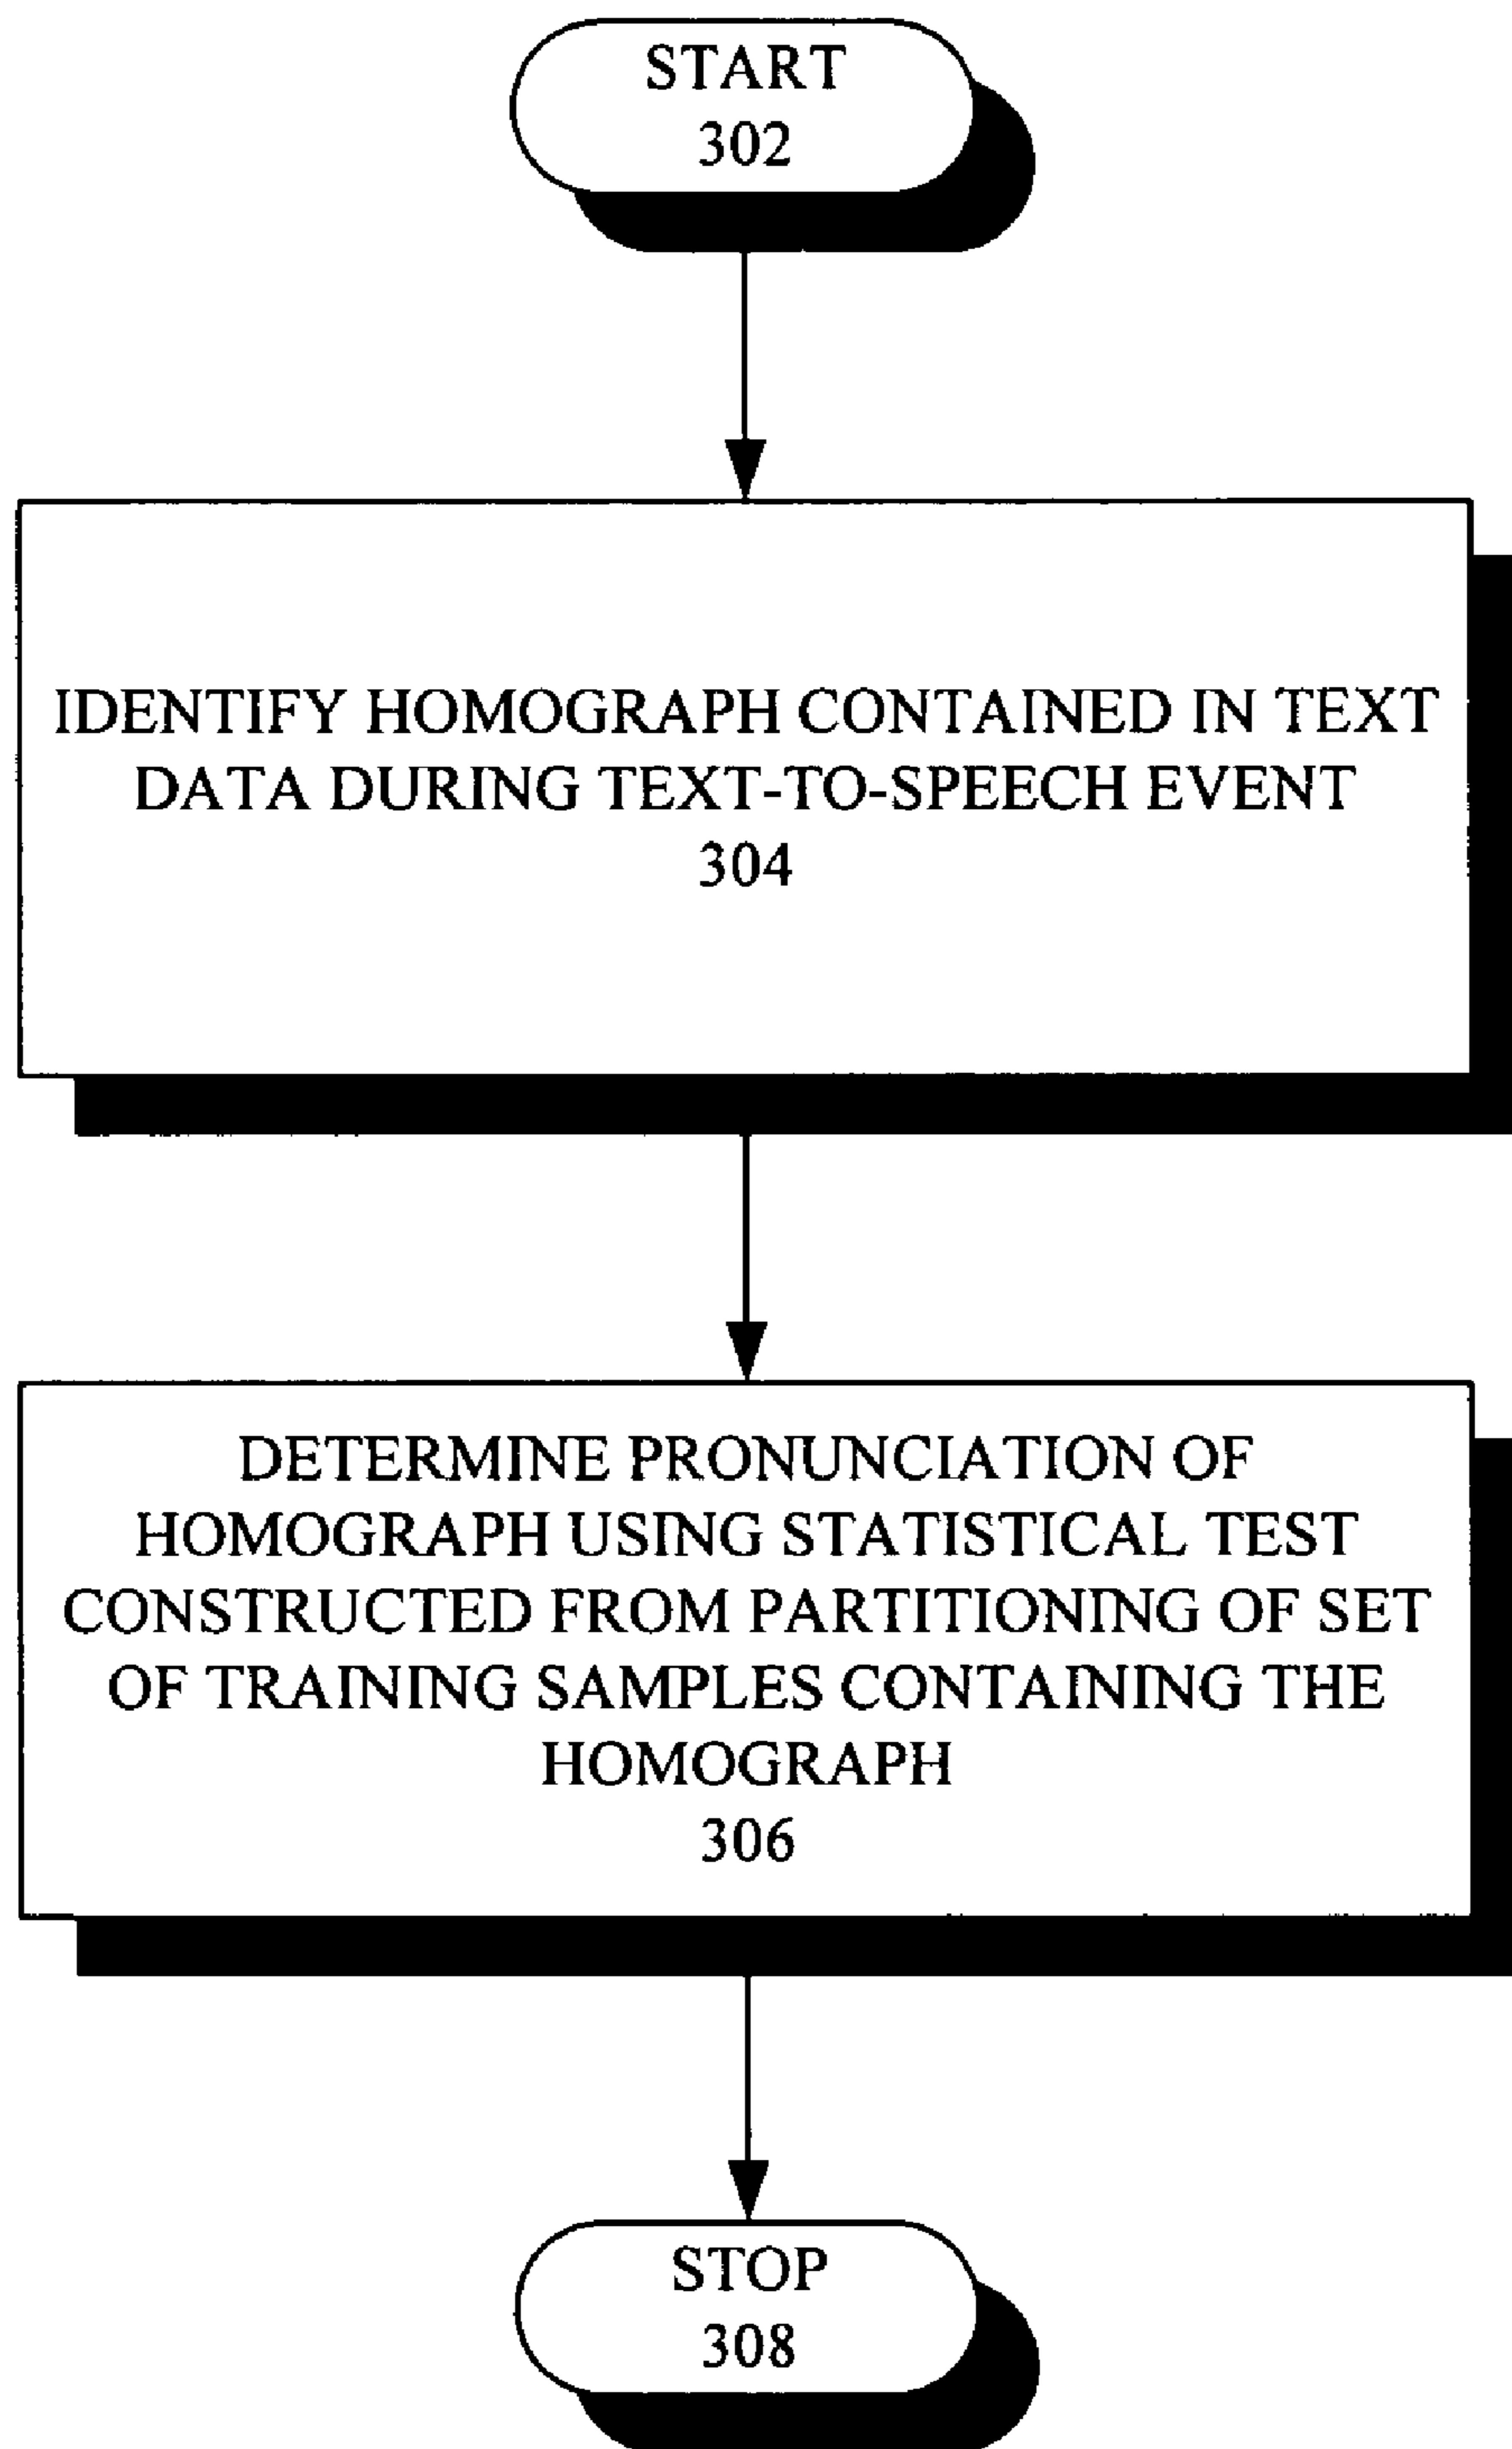 START
302
IDENTIFY HOMOGRAPH CONTAINED IN TEXT
DATA DURING TEXT-TO-SPEECH EVENT
304
DETERMINE PRONUNCIATION OF
HOMOGRAPH USING STATISTICAL TEST
CONSTRUCTED FROM PARTITIONING OF SET
OF TRAINING SAMPLES CONTAINING THE
HOMOGRAPH
306
STOP
308